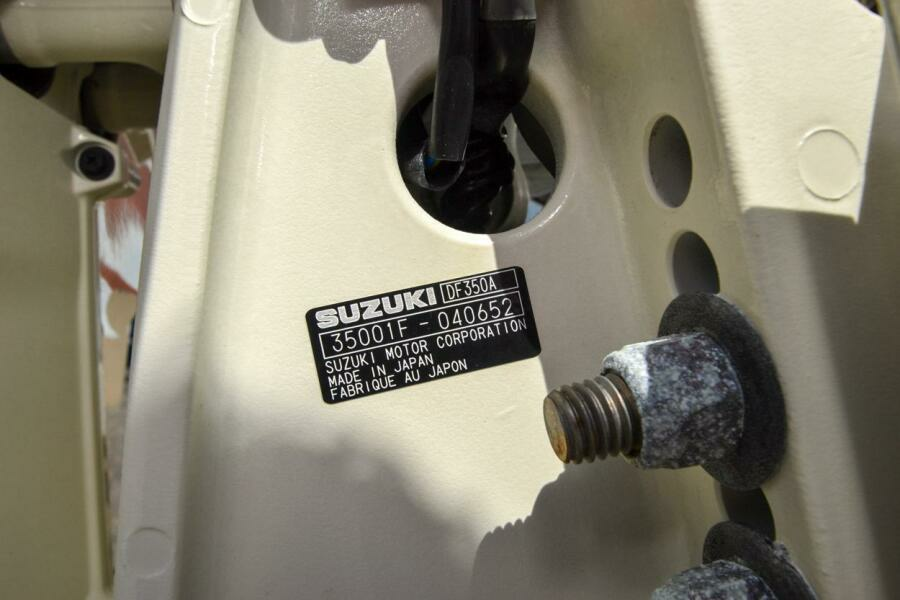 SUZUKI DF350A
35001F - 040652
SUZUKI MOTOR CORPORATION
MADE IN JAPAN
FABRIQUE AU JAPON